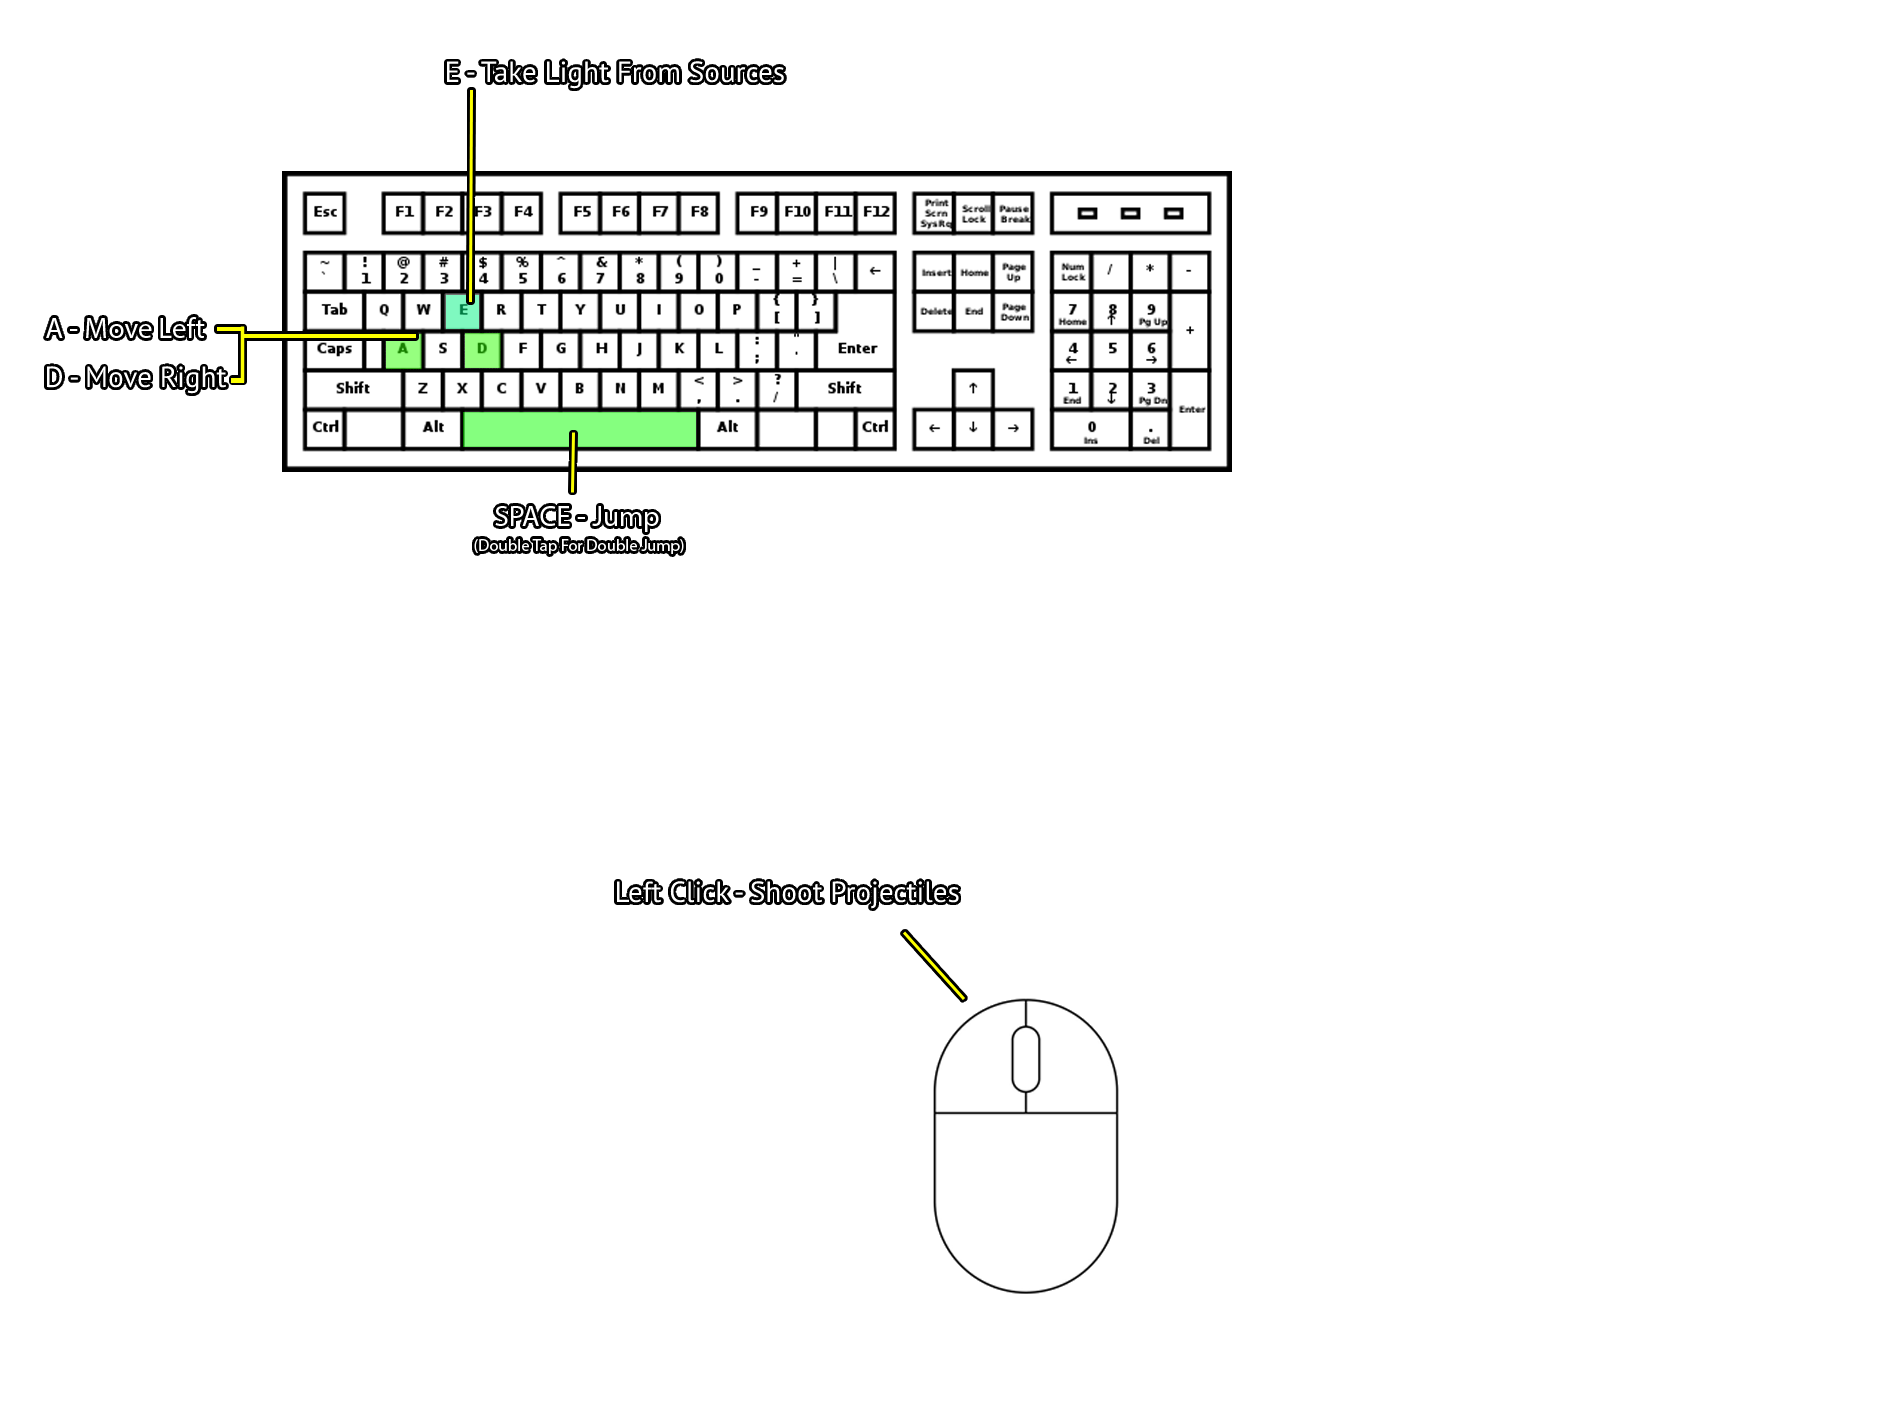 E - Take Light From Sources
Esc F1 F2 F3 F4 F5 F6 F7 F8 F9 F10 F11 F12 Print Scrn SysRq Scroll Lock Pause Break
~ ` ! 1 @ 2 # 3 $ 4 % 5 ^ 6 & 7 * 8 ( 9 ) 0 _ - + = | \ ← Insert Home Page Up Num Lock / * -
Tab Q W E R T Y U I O P { [ } ] Delete End Page Down 7 Home 8 ↑ 9 Pg Up +
A - Move Left
Caps A S D F G H J K L : ; " . Enter 4 ← 5 6 →
D - Move Right
Shift Z X C V B N M < , > . ? / Shift ↑ 1 End 2 ↓ 3 Pg Dn Enter
Ctrl Alt Alt Ctrl ← ↓ → 0 Ins . Del
SPACE - Jump
(Double Tap For Double Jump)
Left Click - Shoot Projectiles